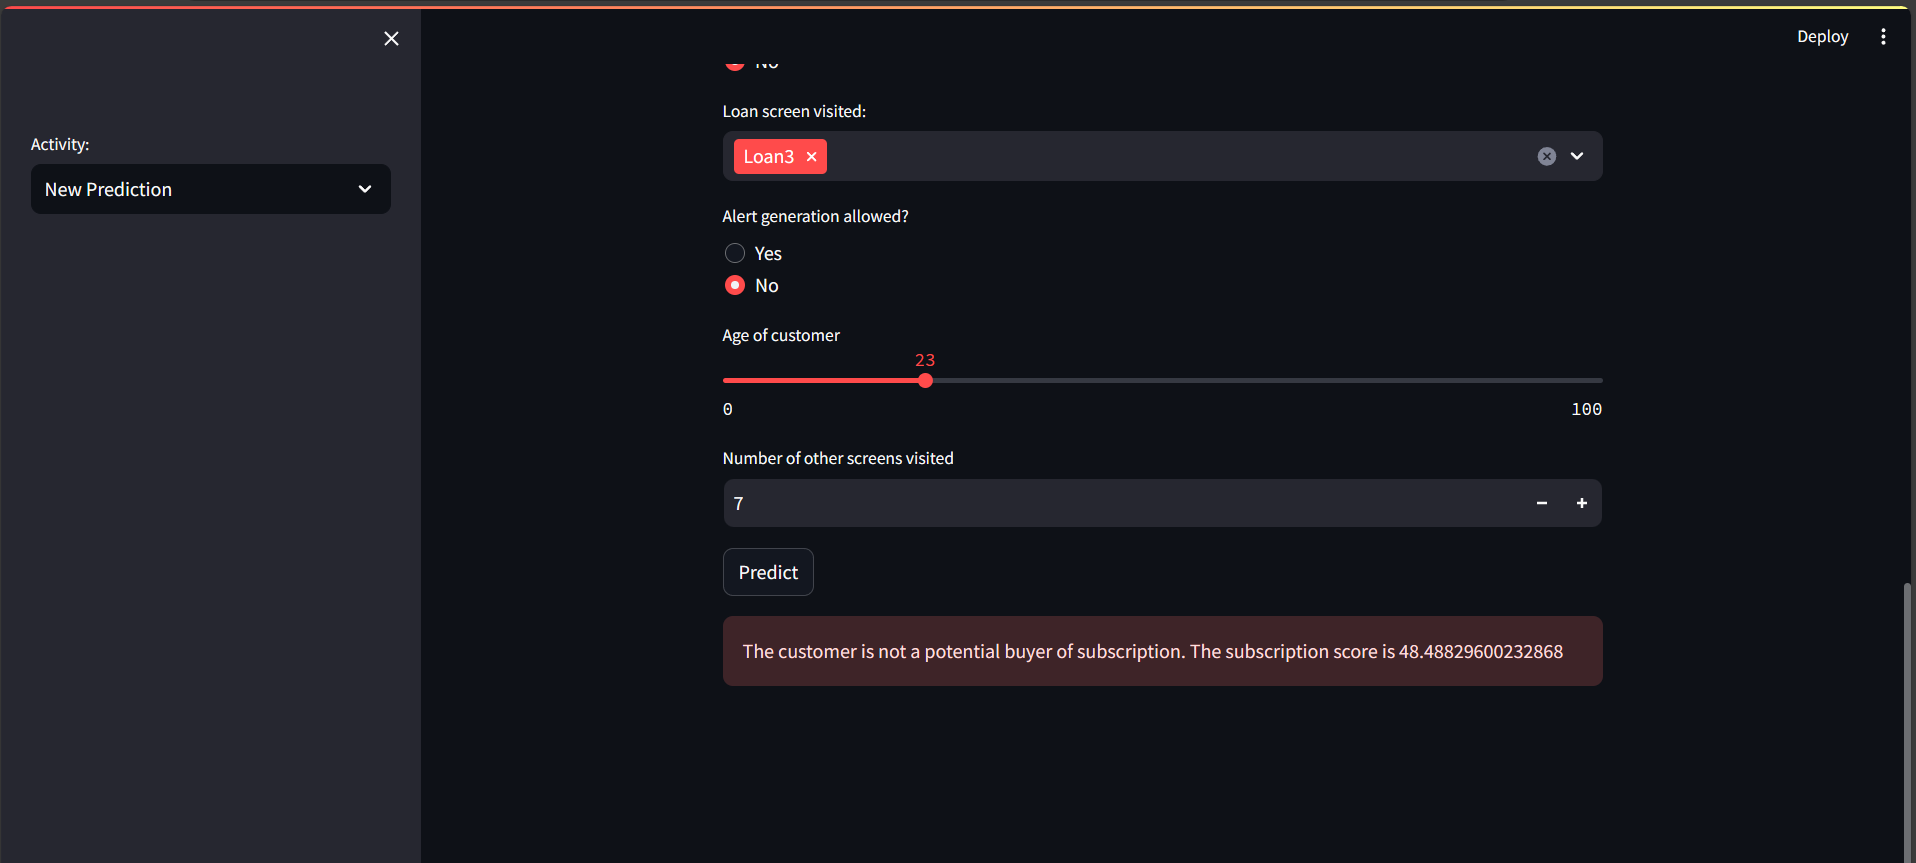 Deploy
Activity:
New Prediction
No
Loan screen visited:
Loan3
Alert generation allowed?
Yes
No
Age of customer
23
0 100
Number of other screens visited
7
Predict
The customer is not a potential buyer of subscription. The subscription score is 48.48829600232868